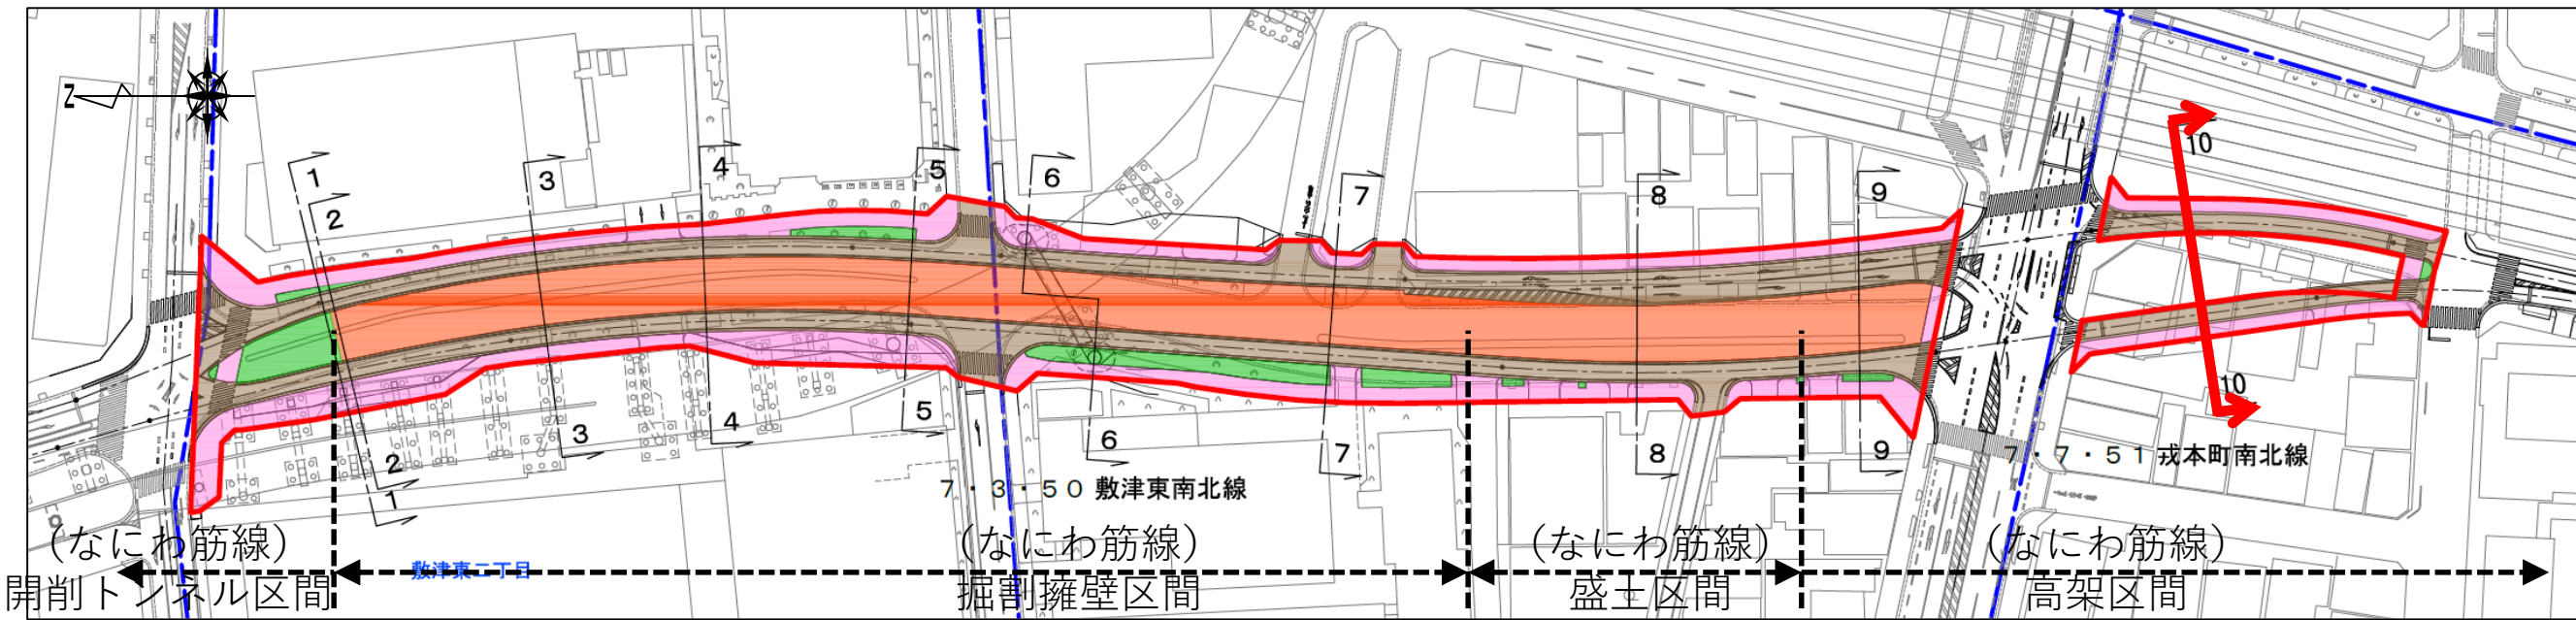 N
1
2
3
4
5
6
7
8
9
10
10
1
2
3
4
5
6
7
8
9
7・3・50 敷津東南北線
7・7・51 戎本町南北線
敷津東二丁目
(なにわ筋線)
開削トンネル区間
(なにわ筋線)
掘割擁壁区間
(なにわ筋線)
盛土区間
(なにわ筋線)
高架区間